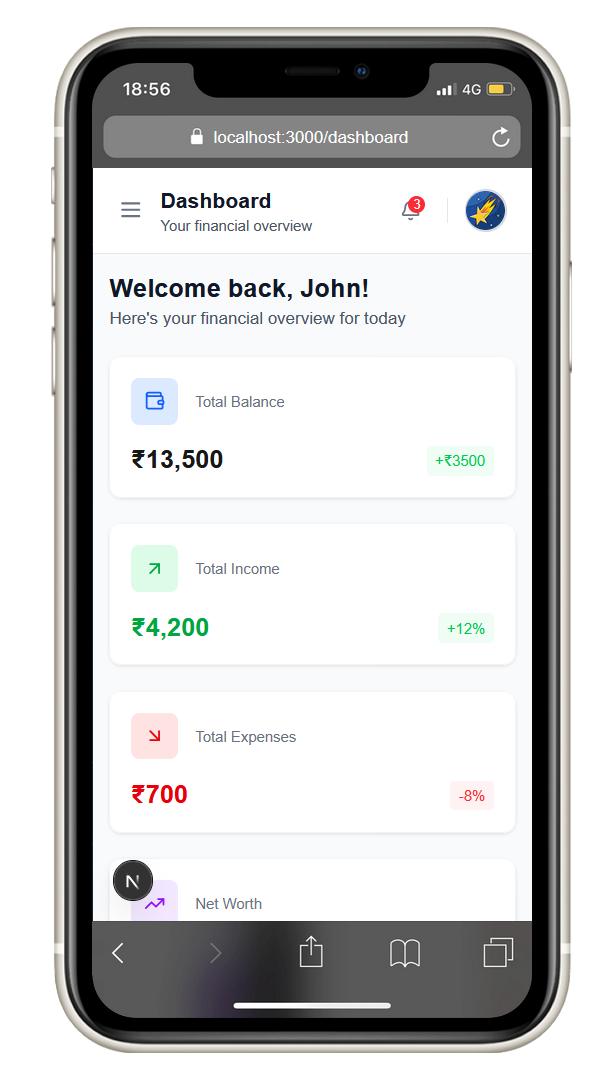 18:56
4G
localhost:3000/dashboard
Dashboard
3
Your financial overview
Welcome back, John!
Here's your financial overview for today
Total Balance
₹13,500
+₹3500
Total Income
₹4,200
+12%
Total Expenses
₹700
-8%
N
Net Worth